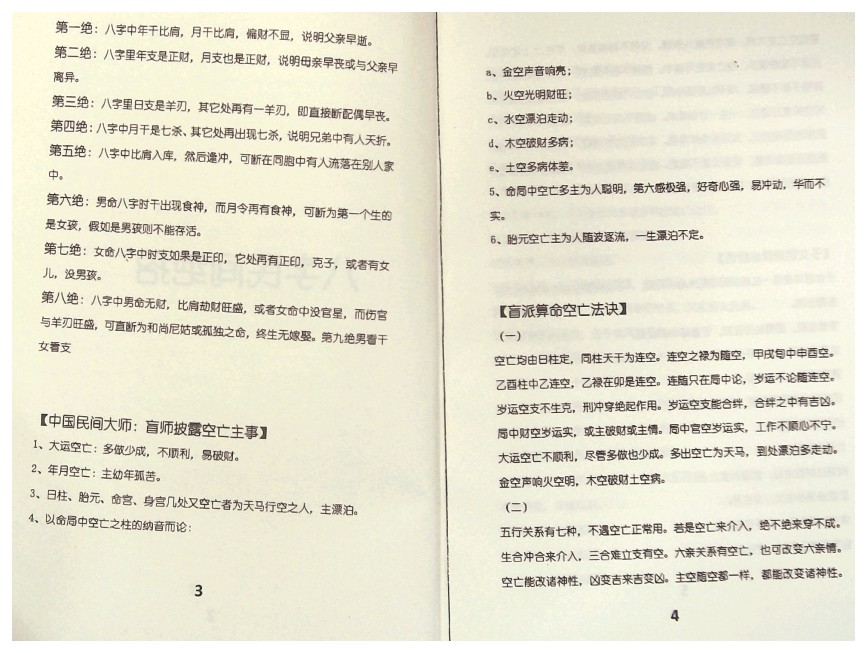 第一绝：八字中年干比肩，月干比肩，偏财不显，说明父亲早逝。
第二绝：八字里年支是正财，月支也是正财，说明母亲早丧或与父亲早
离异。
第三绝：八字里日支是羊刃，其它处再有一羊刃，即直接断配偶早丧。
第四绝：八字中月干是七杀，其它处再出现七杀，说明兄弟中有人夭折。
第五绝：八字中比肩入库，然后逢冲，可断在同胞中有人流落在别人家
中。
第六绝：男命八字时干出现食神，而月令再有食神，可断为第一个生的
是女孩，假如是男孩则不能存活。
第七绝：女命八字中时支如果是正印，它处再有正印，克子，或者有女
儿，没男孩。
第八绝：八字中男命无财，比肩劫财旺盛，或者女命中没官星，而伤官
与羊刃旺盛，可直断为和尚尼姑或孤独之命，终生无嫁娶。第九绝男看干
女看支
【中国民间大师：盲师披露空亡主事】
1、大运空亡：多做少成，不顺利，易破财。
2、年月空亡：主幼年孤苦。
3、日柱、胎元、命宫、身宫几处又空亡者为天马行空之人，主漂泊。
4、以命局中空亡之柱的纳音而论：
3
a、金空声音响亮；
b、火空光明财旺；
c、水空漂泊走动；
d、木空破财多病；
e、土空多病体差。
5、命局中空亡多主为人聪明，第六感极强，好奇心强，易冲动，华而不
实。
6、胎元空亡主为人随波逐流，一生漂泊不定。
【盲派算命空亡法诀】
（一）
空亡均由日柱定，同柱天干为连空。连空之禄为随空，甲戌旬中申酉空。
乙酉柱中乙连空，乙禄在卯是连空。连随只在局中论，岁运不论随连空。
岁运空支不生克，刑冲穿绝起作用。岁运空支能合绊，合绊之中有吉凶。
局中财空岁运实，或主破财或主情。局中官空岁运实，工作不顺心不宁。
大运空亡不顺利，尽管多做也少成。多出空亡为天马，到处漂泊多走动。
金空声响火空明，木空破财土空病。
（二）
五行关系有七种，不遇空亡正常用。若是空亡来介入，绝不绝来穿不成。
生合冲合来介入，三合难立支有空。六亲关系有空亡，也可改变六亲情。
空亡能改诸神性，凶变吉来吉变凶。主空随空都一样，都能改变诸神性。
4